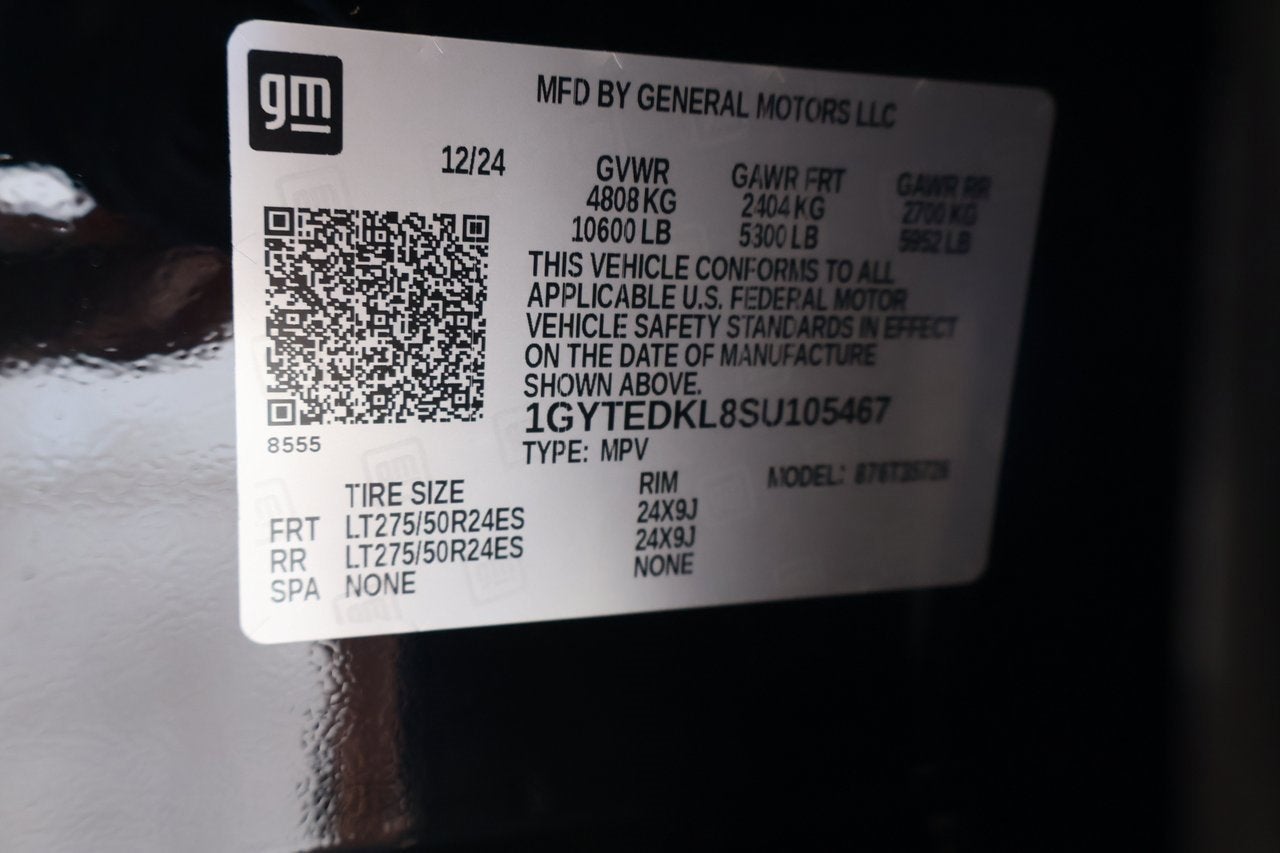 gm
MFD BY GENERAL MOTORS LLC
12/24 GVWR GAWR FRT GAWR RR
4808 KG 2404 KG 2700 KG
10600 LB 5300 LB 5952 LB
THIS VEHICLE CONFORMS TO ALL
APPLICABLE U.S. FEDERAL MOTOR
VEHICLE SAFETY STANDARDS IN EFFECT
ON THE DATE OF MANUFACTURE
SHOWN ABOVE.
1GYTEDKL8SU105467
8555
TYPE: MPV MODEL:
TIRE SIZE RIM
FRT LT275/50R24ES 24X9J
RR LT275/50R24ES 24X9J
SPA NONE NONE